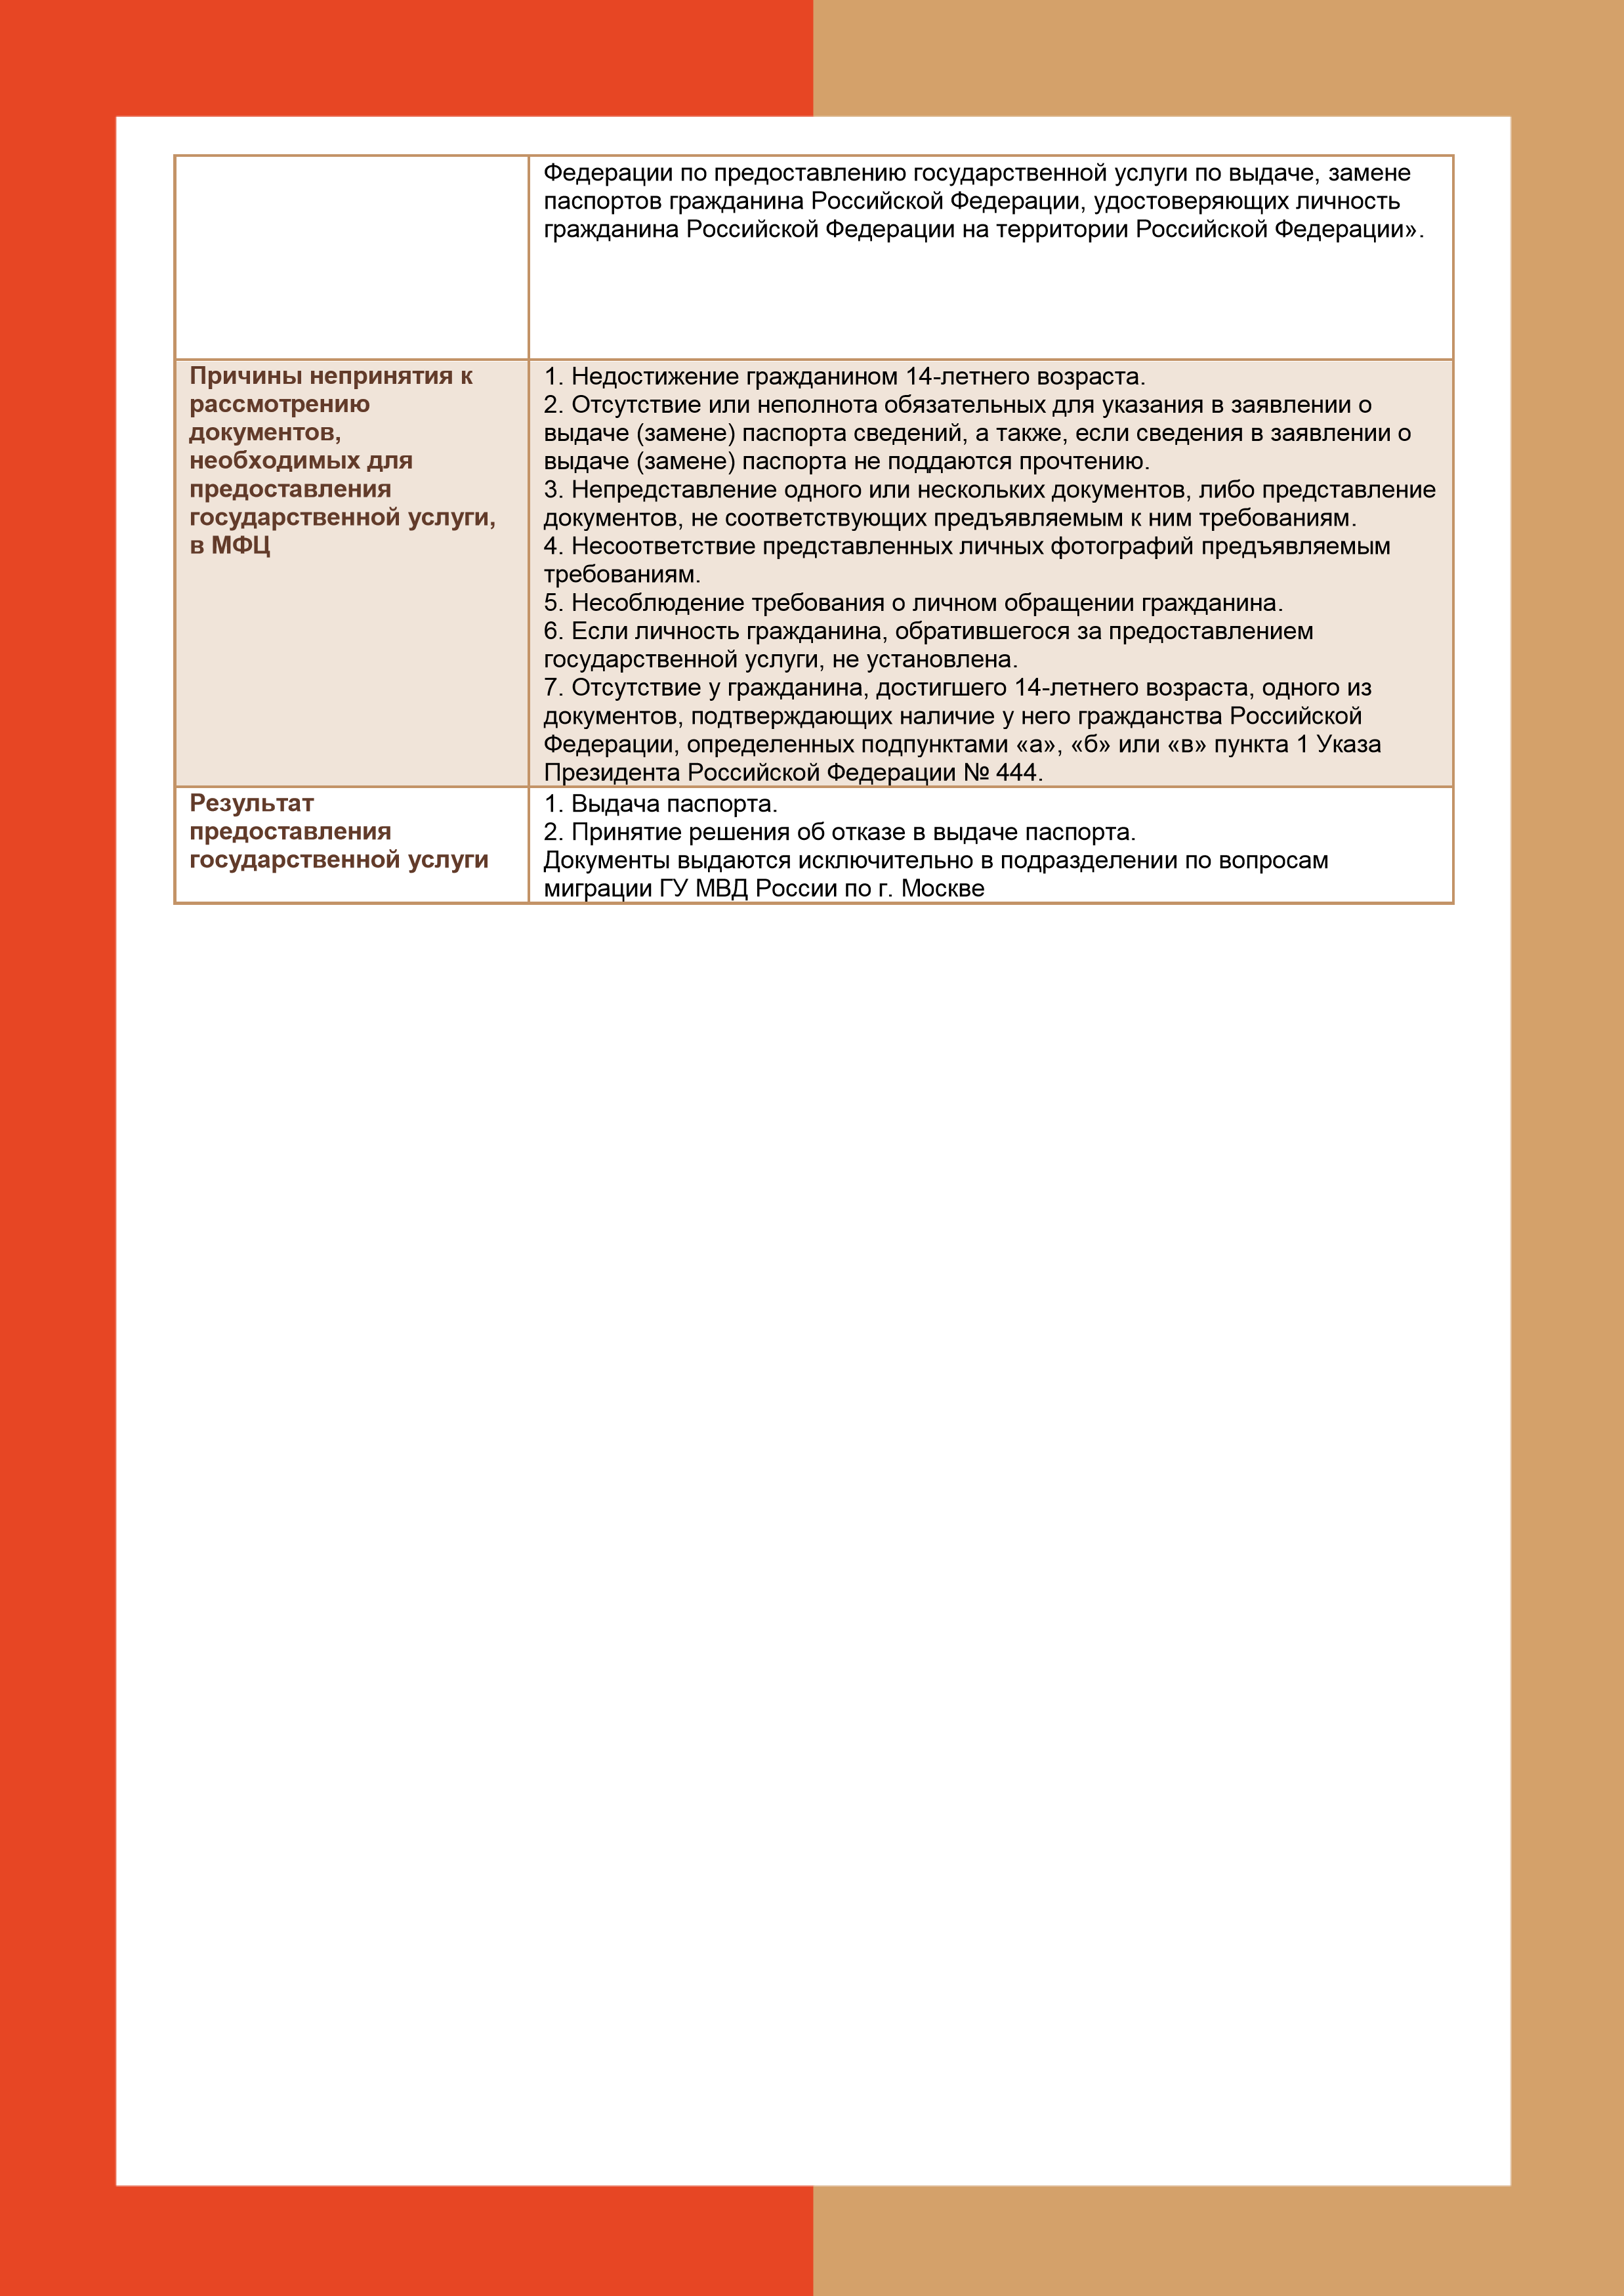 Федерации по предоставлению государственной услуги по выдаче, замене
паспортов гражданина Российской Федерации, удостоверяющих личность
гражданина Российской Федерации на территории Российской Федерации».
Причины непринятия к
рассмотрению
документов,
необходимых для
предоставления
государственной услуги,
в МФЦ
1. Недостижение гражданином 14-летнего возраста.
2. Отсутствие или неполнота обязательных для указания в заявлении о
выдаче (замене) паспорта сведений, а также, если сведения в заявлении о
выдаче (замене) паспорта не поддаются прочтению.
3. Непредставление одного или нескольких документов, либо представление
документов, не соответствующих предъявляемым к ним требованиям.
4. Несоответствие представленных личных фотографий предъявляемым
требованиям.
5. Несоблюдение требования о личном обращении гражданина.
6. Если личность гражданина, обратившегося за предоставлением
государственной услуги, не установлена.
7. Отсутствие у гражданина, достигшего 14-летнего возраста, одного из
документов, подтверждающих наличие у него гражданства Российской
Федерации, определенных подпунктами «а», «б» или «в» пункта 1 Указа
Президента Российской Федерации № 444.
Результат
предоставления
государственной услуги
1. Выдача паспорта.
2. Принятие решения об отказе в выдаче паспорта.
Документы выдаются исключительно в подразделении по вопросам
миграции ГУ МВД России по г. Москве